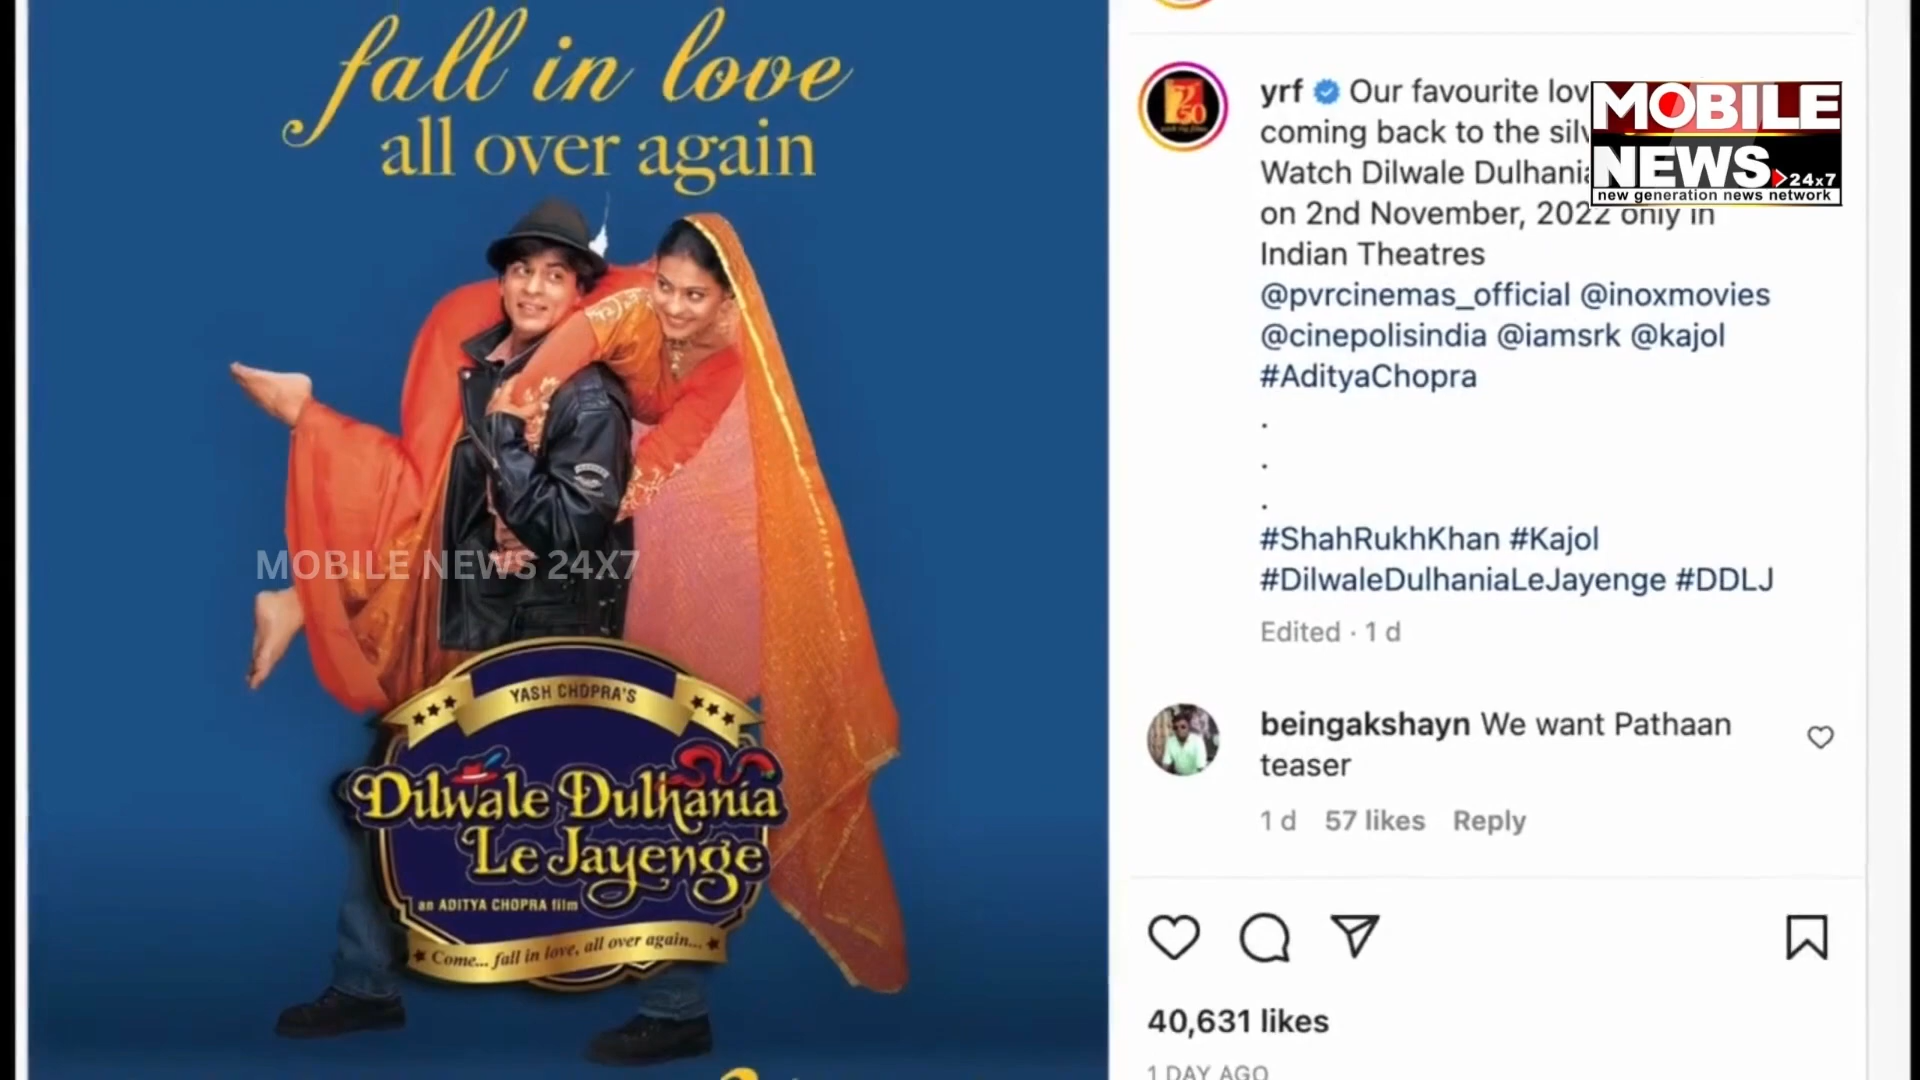 fall in love
all over again
MOBILE NEWS 24X7
YASH CHOPRA'S
Dilwale Dulhania
Le Jayenge
an ADITYA CHOPRA film
Come... fall in love, all over again...
yrf Our favourite lov
coming back to the silv
Watch Dilwale Dulhania
on 2nd November, 2022 only in
Indian Theatres
@pvrcinemas_official @inoxmovies
@cinepolisindia @iamsrk @kajol
#AdityaChopra
.
.
.
#ShahRukhKhan #Kajol
#DilwaleDulhaniaLeJayenge #DDLJ
Edited · 1 d
beingakshayn We want Pathaan
teaser
1 d 57 likes Reply
40,631 likes
1 DAY AGO
MOBILE
NEWS 24x7
new generation news network